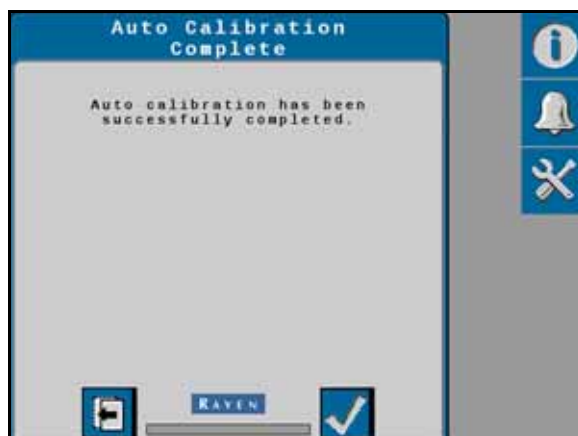 Auto Calibration
Complete
Auto calibration has been
successfully completed.
RAVEN